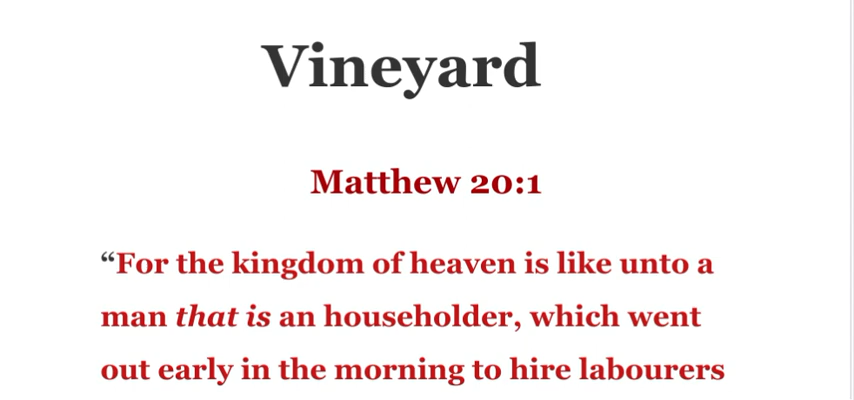 Vineyard
Matthew 20:1
“For the kingdom of heaven is like unto a
man that is an householder, which went
out early in the morning to hire labourers